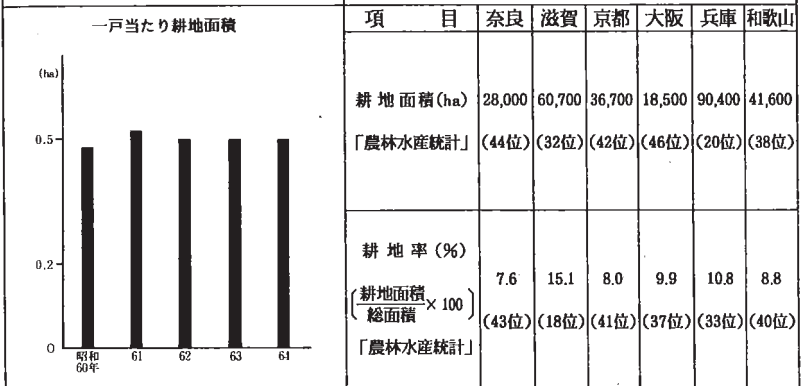 一戸当たり耕地面積
(ha)
0.5
0.2
0
昭和
60年
61
62
63
64
項 目 奈良 滋賀 京都 大阪 兵庫 和歌山
耕地面積(ha) 28,000 60,700 36,700 18,500 90,400 41,600
「農林水産統計」 (44位) (32位) (42位) (46位) (20位) (38位)
耕地率(%)
7.6 15.1 8.0 9.9 10.8 8.8
(耕地面積/総面積×100)
(43位) (18位) (41位) (37位) (33位) (40位)
「農林水産統計」